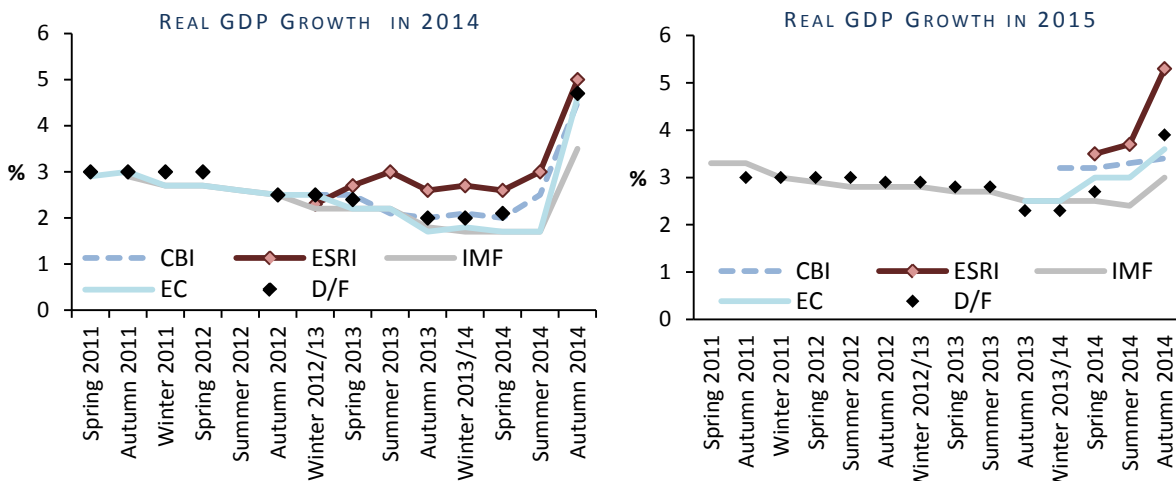 REAL GDP GROWTH IN 2014
6
5
4
3
2
1
0
%
CBI
ESRI
IMF
EC
D/F
Spring 2011
Autumn 2011
Winter 2011
Spring 2012
Summer 2012
Autumn 2012
Winter 2012/13
Spring 2013
Summer 2013
Autumn 2013
Winter 2013/14
Spring 2014
Summer 2014
Autumn 2014
REAL GDP GROWTH IN 2015
6
5
4
3
2
1
0
%
CBI
ESRI
IMF
EC
D/F
Spring 2011
Autumn 2011
Winter 2011
Spring 2012
Summer 2012
Autumn 2012
Winter 2012/13
Spring 2013
Summer 2013
Autumn 2013
Winter 2013/14
Spring 2014
Summer 2014
Autumn 2014